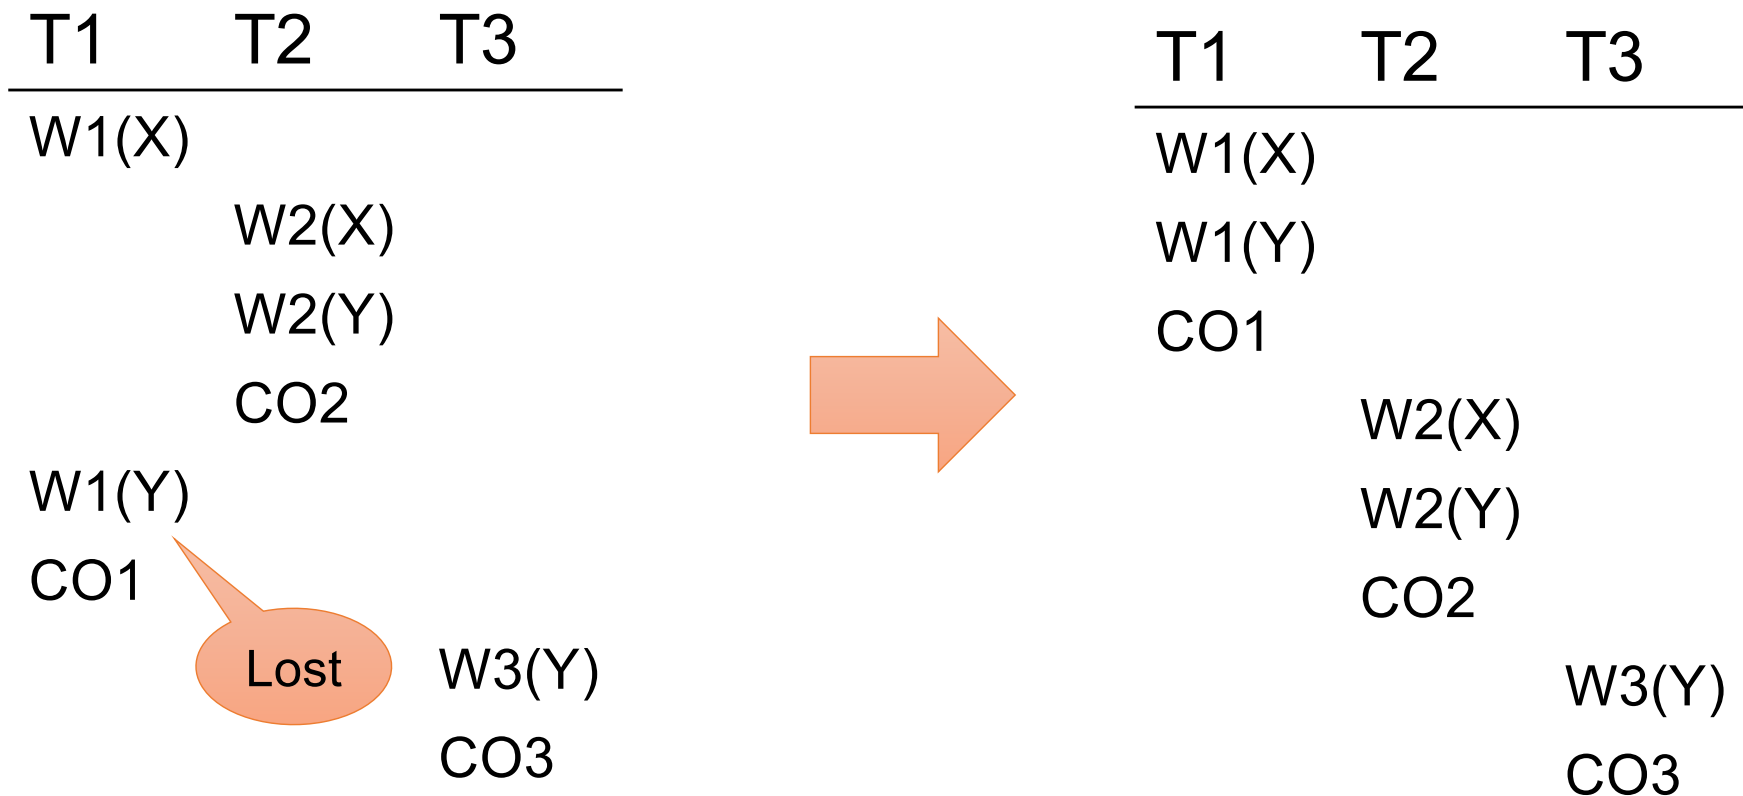 T1 T2 T3
W1(X)
W2(X)
W2(Y)
CO2
W1(Y)
CO1
Lost
W3(Y)
CO3
T1 T2 T3
W1(X)
W1(Y)
CO1
W2(X)
W2(Y)
CO2
W3(Y)
CO3